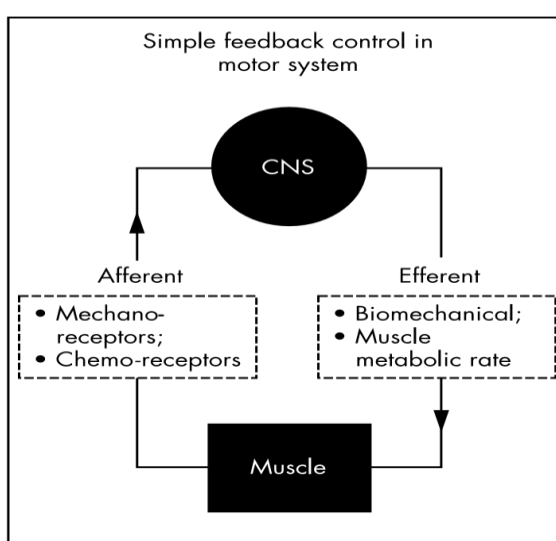 Simple feedback control in
motor system
CNS
Afferent
• Mechano-
receptors;
• Chemo-receptors
Efferent
• Biomechanical;
• Muscle
metabolic rate
Muscle